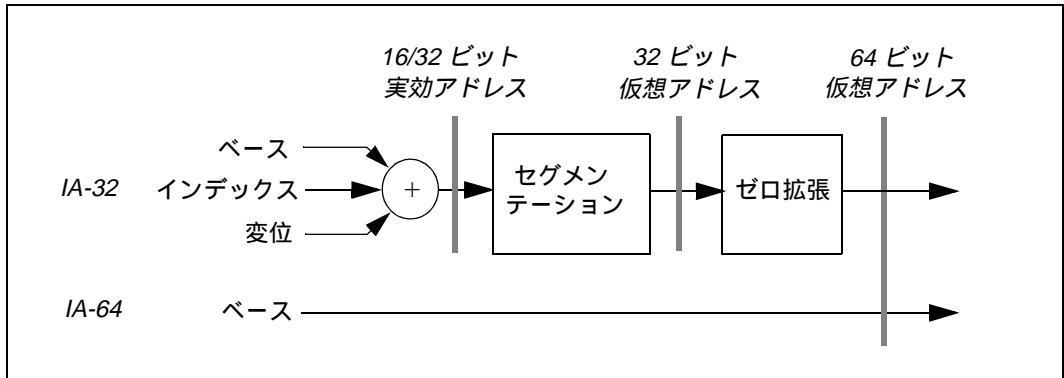 16/32 ビット
実効アドレス
32 ビット
仮想アドレス
64 ビット
仮想アドレス
IA-32
ベース
インデックス
変位
+
セグメン
テーション
ゼロ拡張
IA-64
ベース